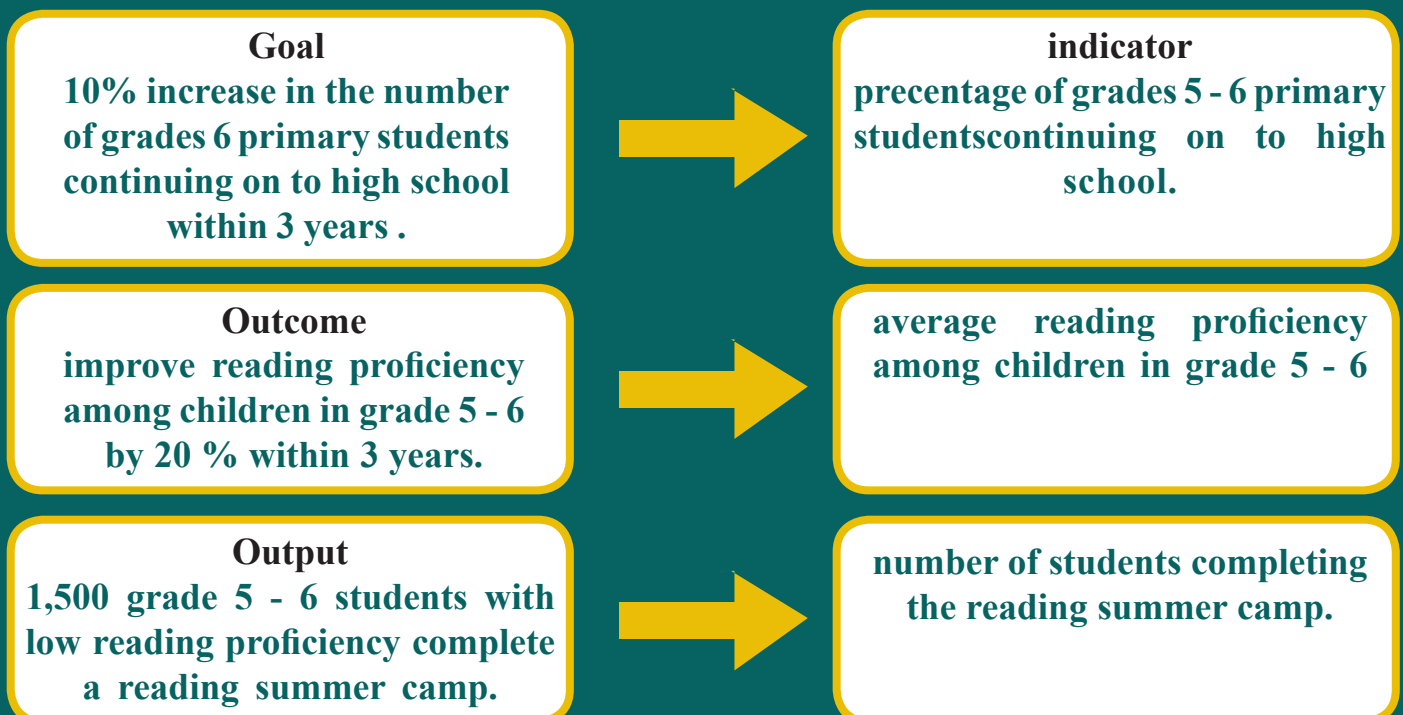 Goal
10% increase in the number
of grades 6 primary students
continuing on to high school
within 3 years .
indicator
precentage of grades 5 - 6 primary
studentscontinuing on to high
school.
Outcome
improve reading proficiency
among children in grade 5 - 6
by 20 % within 3 years.
average reading proficiency
among children in grade 5 - 6
Output
1,500 grade 5 - 6 students with
low reading proficiency complete
a reading summer camp.
number of students completing
the reading summer camp.